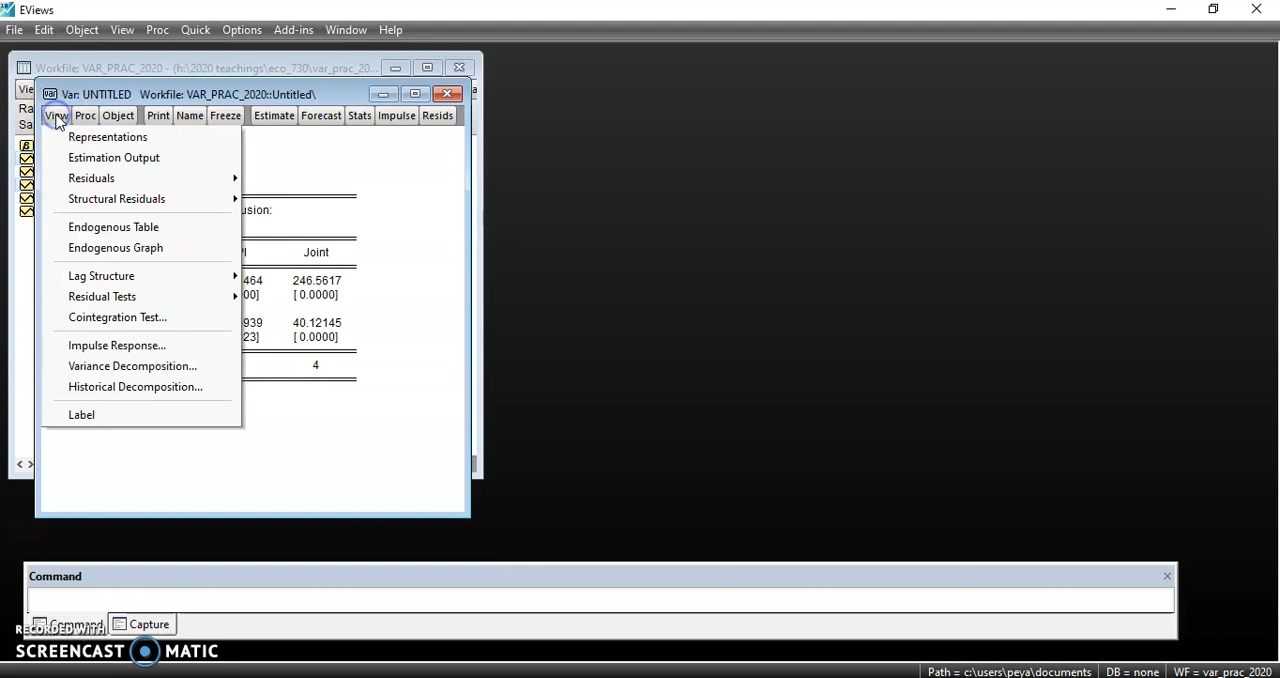 EViews
File Edit Object View Proc Quick Options Add-ins Window Help
Workfile: VAR_PRAC_2020 - (h:\2020 teachings\eco_730\var_prac_20...
Var: UNTITLED Workfile: VAR_PRAC_2020::Untitled\
View Proc Object Print Name Freeze Estimate Forecast Stats Impulse Resids
Representations
Estimation Output
Residuals
Structural Residuals
Endogenous Table
Endogenous Graph
Lag Structure
Residual Tests
Cointegration Test...
Impulse Response...
Variance Decomposition...
Historical Decomposition...
Label
usion:
Joint
464 246.5617
00] [ 0.0000]
939 40.12145
23] [ 0.0000]
4
Command
Command Capture
RECORDED WITH
SCREENCAST MATIC
Path = c:\users\peya\documents DB = none WF = var_prac_2020